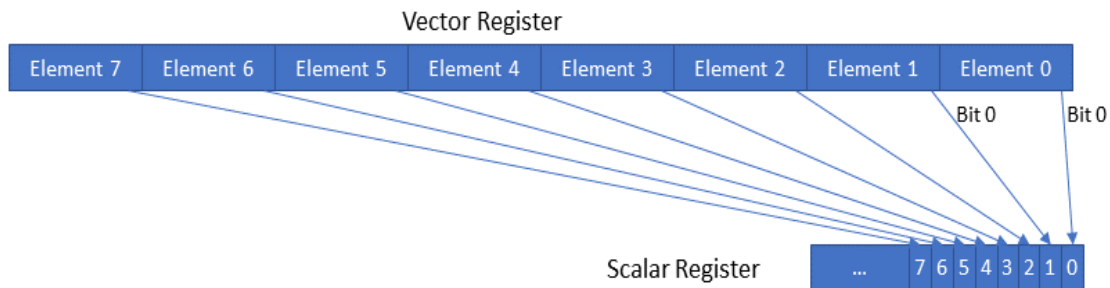 Vector Register
Element 7 Element 6 Element 5 Element 4 Element 3 Element 2 Element 1 Element 0
Bit 0 Bit 0
Scalar Register ... 7 6 5 4 3 2 1 0